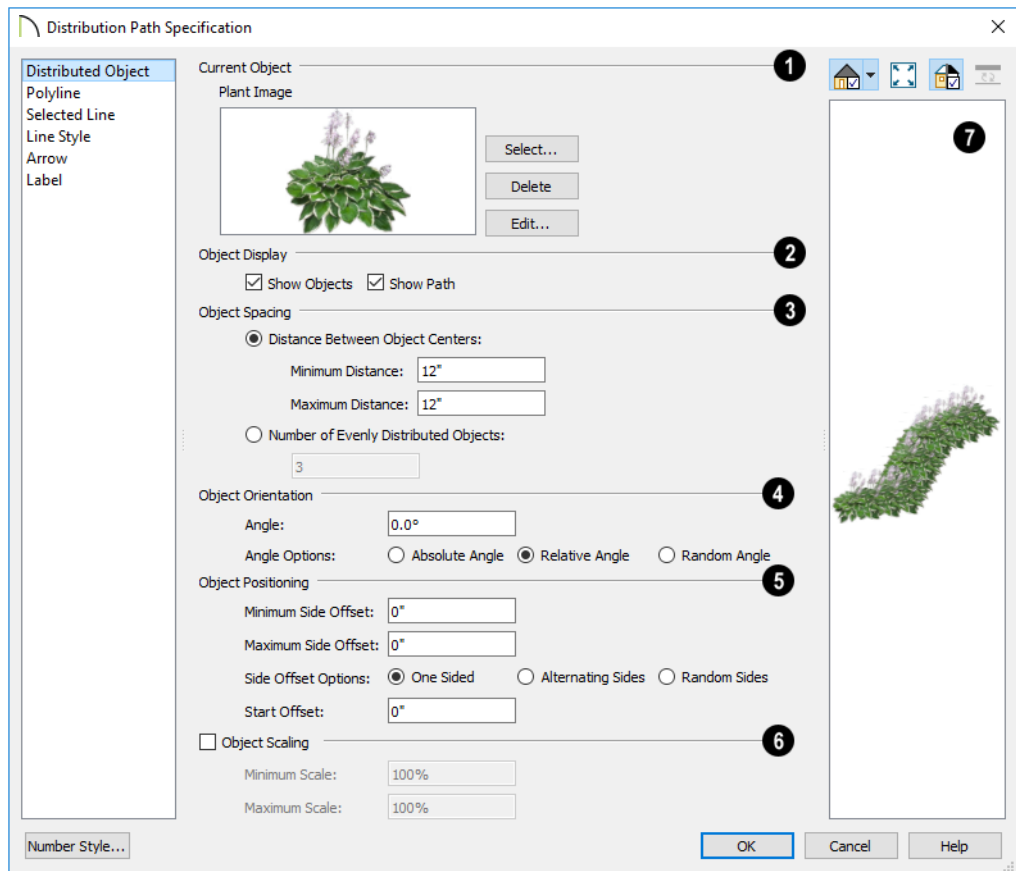 Distribution Path Specification
Distributed Object
Polyline
Selected Line
Line Style
Arrow
Label
Current Object 1
Plant Image
Select...
Delete
Edit...
Object Display 2
Show Objects Show Path
Object Spacing 3
Distance Between Object Centers:
Minimum Distance: 12"
Maximum Distance: 12"
Number of Evenly Distributed Objects:
3
Object Orientation 4
Angle: 0.0°
Angle Options: Absolute Angle Relative Angle Random Angle
Object Positioning 5
Minimum Side Offset: 0"
Maximum Side Offset: 0"
Side Offset Options: One Sided Alternating Sides Random Sides
Start Offset: 0"
Object Scaling 6
Minimum Scale: 100%
Maximum Scale: 100%
7
Number Style... OK Cancel Help